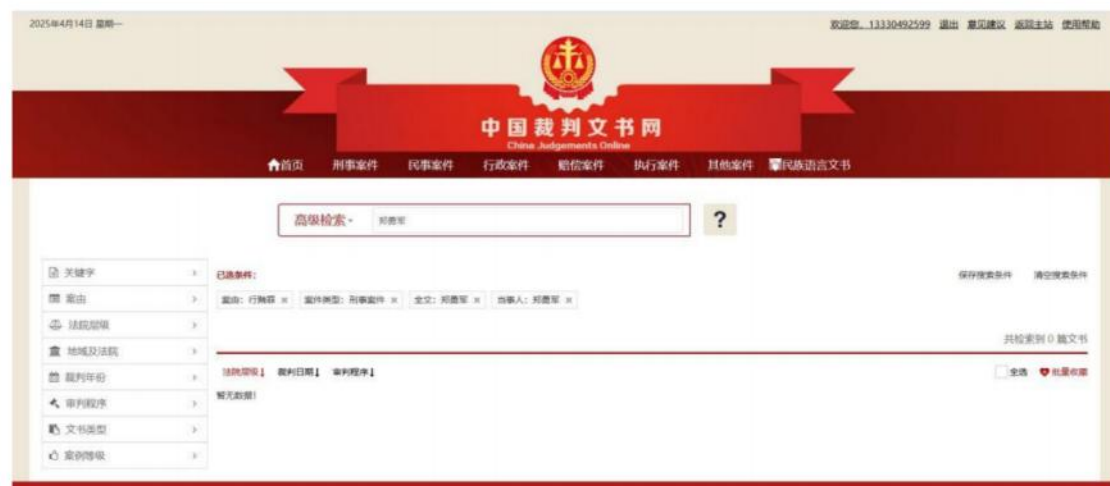 2025年4月14日 星期一
欢迎您，13330492599 退出 意见建议 返回主站 使用帮助
中国裁判文书网
China Judgements Online
首页 刑事案件 民事案件 行政案件 赔偿案件 执行案件 其他案件 民族语言文书
高级检索 郑勇军 ?
关键字
案由
法院层级
地域及法院
裁判年份
审判程序
文书类型
案例等级
已选条件：
保存搜索条件 清空搜索条件
案由：行贿罪 × 案件类型：刑事案件 × 全文：郑勇军 × 当事人：郑勇军 ×
共检索到 0 篇文书
法院层级 裁判日期 审判程序
全选 批量收藏
暂无数据！